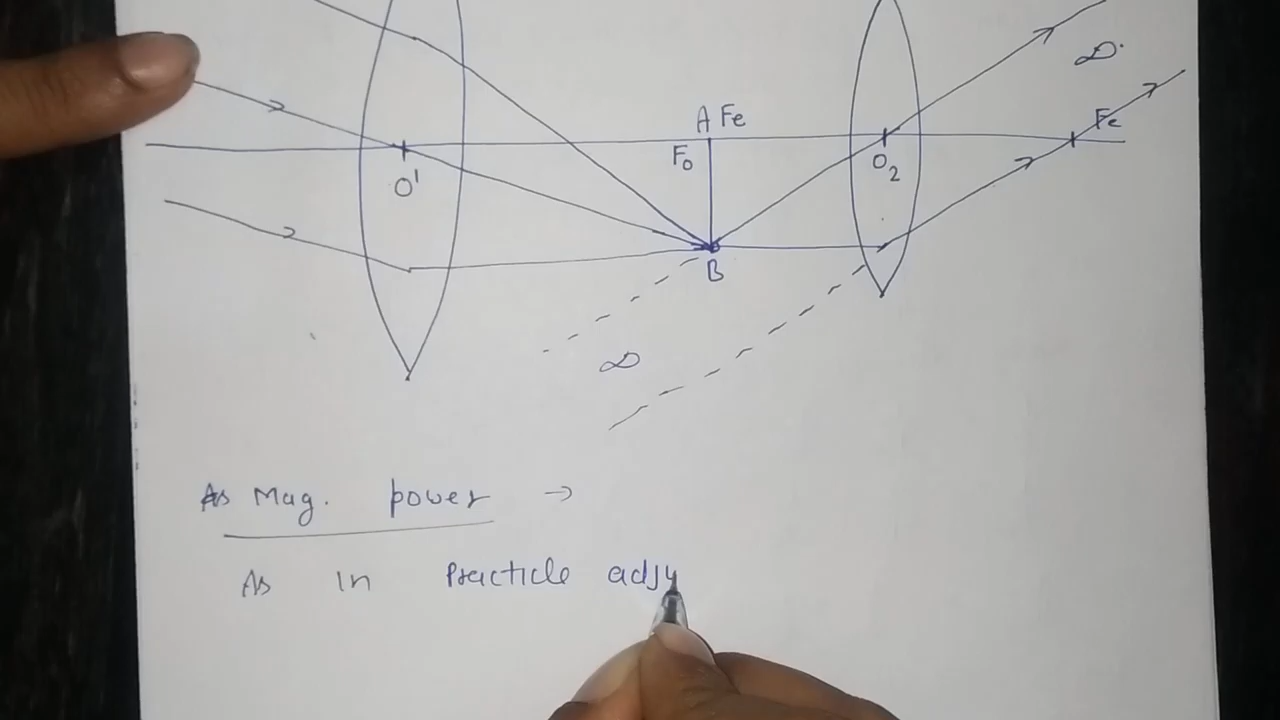 ∞
A Fe
Fe
F0
O2
O'
B
∞
As Mag. power →
As in Practicle adju